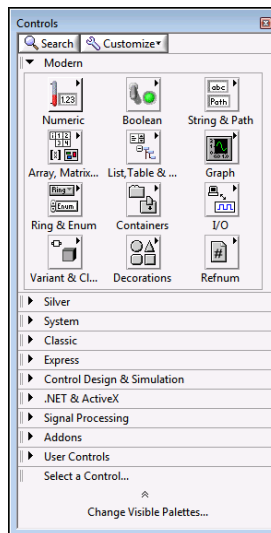 Controls
Search Customize
Modern
1.23
abc
Path
Numeric Boolean String & Path
Array, Matrix... List, Table & ... Graph
Ring
Enum
Ring & Enum Containers I/O
#
Variant & Cl... Decorations Refnum
Silver
System
Classic
Express
Control Design & Simulation
.NET & ActiveX
Signal Processing
Addons
User Controls
Select a Control...
Change Visible Palettes...